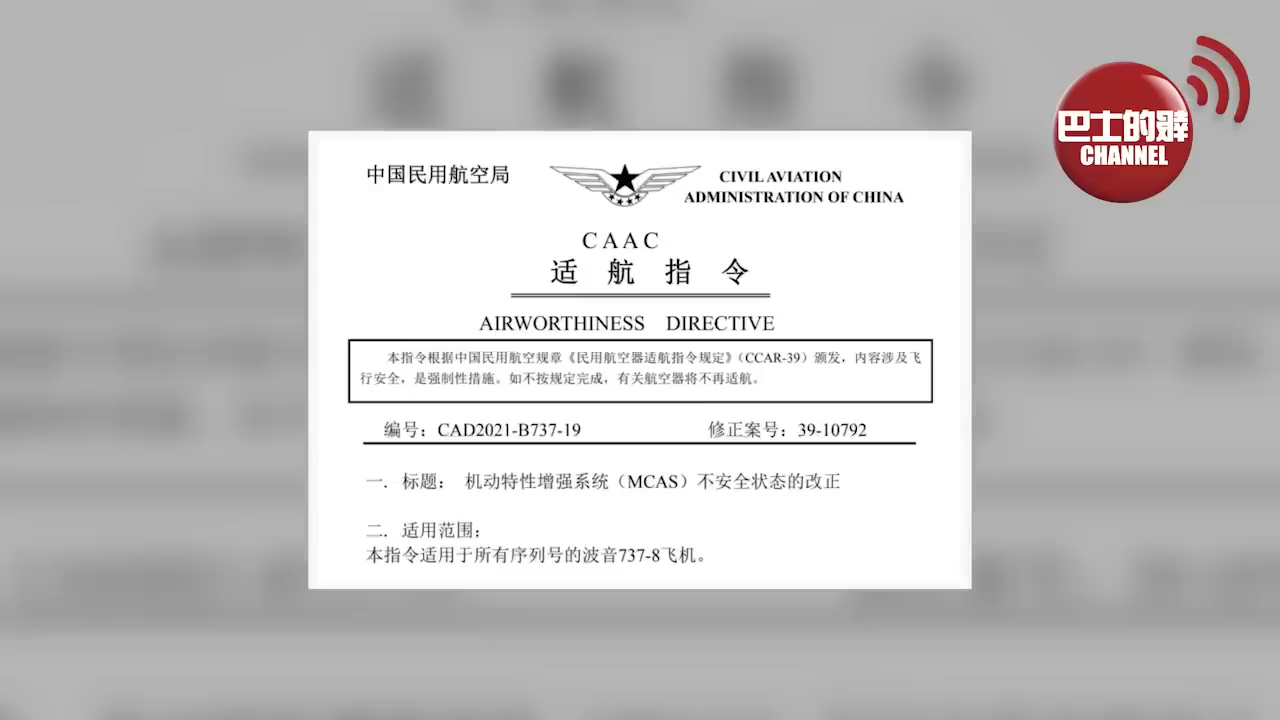 巴士的報
CHANNEL
中国民用航空局
CIVIL AVIATION
ADMINISTRATION OF CHINA
CAAC
适 航 指 令
AIRWORTHINESS DIRECTIVE
本指令根据中国民用航空规章《民用航空器适航指令规定》（CCAR-39）颁发，内容涉及飞
行安全，是强制性措施。如不按规定完成，有关航空器将不再适航。
编号：CAD2021-B737-19 修正案号：39-10792
一. 标题： 机动特性增强系统（MCAS）不安全状态的改正
二. 适用范围：
本指令适用于所有序列号的波音737-8飞机。